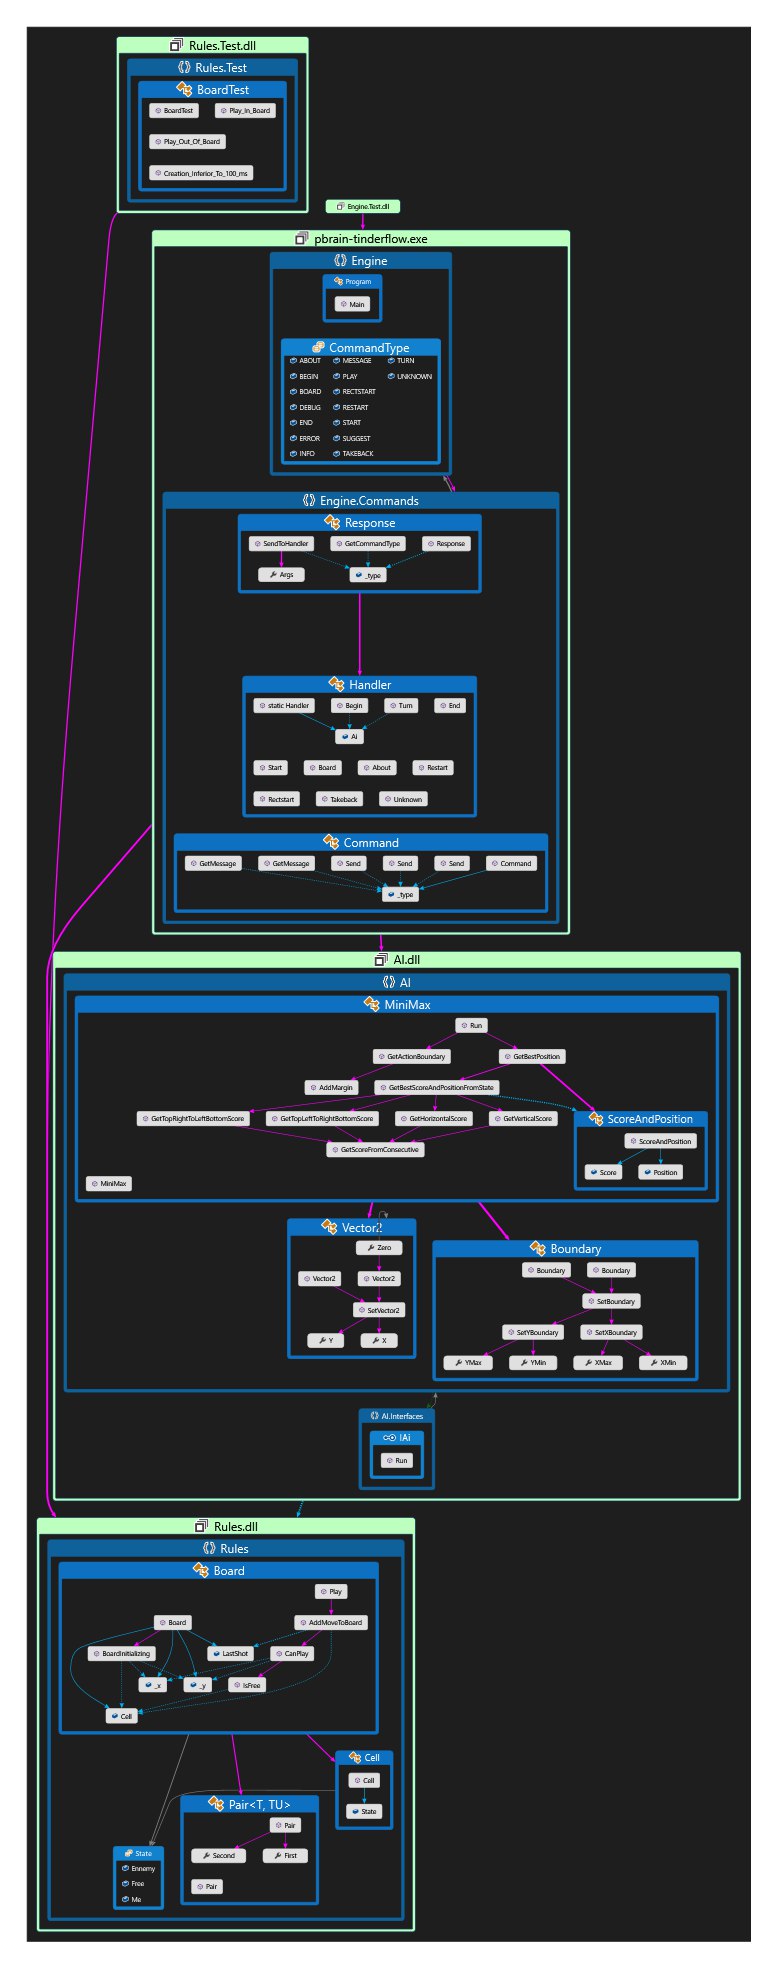 Rules.Test.dll
Rules.Test
BoardTest
BoardTest Play_In_Board
Play_Out_Of_Board
Creation_Inferior_To_100_ms
Engine.Test.dll
pbrain-tinderflow.exe
Engine
Program
Main
CommandType
ABOUT MESSAGE TURN
BEGIN PLAY UNKNOWN
BOARD RECTSTART
DEBUG RESTART
END START
ERROR SUGGEST
INFO TAKEBACK
Engine.Commands
Response
SendToHandler GetCommandType Response
Args _type
Handler
static Handler Begin Turn End
Ai
Start Board About Restart
Rectstart Takeback Unknown
Command
GetMessage GetMessage Send Send Send Command
_type
AI.dll
AI
MiniMax
Run
GetActionBoundary GetBestPosition
AddMargin GetBestScoreAndPositionFromState
GetTopRightToLeftBottomScore GetTopLeftToRightBottomScore GetHorizontalScore GetVerticalScore
ScoreAndPosition
ScoreAndPosition
GetScoreFromConsecutive
Score Position
MiniMax
Vector2
Zero
Vector2 Vector2
SetVector2
Y X
Boundary
Boundary Boundary
SetBoundary
SetYBoundary SetXBoundary
YMax YMin XMax XMin
AI.Interfaces
IAi
Run
Rules.dll
Rules
Board
Play
Board AddMoveToBoard
BoardInitializing LastShot CanPlay
_x _y IsFree
Cell
Cell
Cell
State
Pair<T, TU>
Pair
Second First
Pair
State
Ennemy
Free
Me